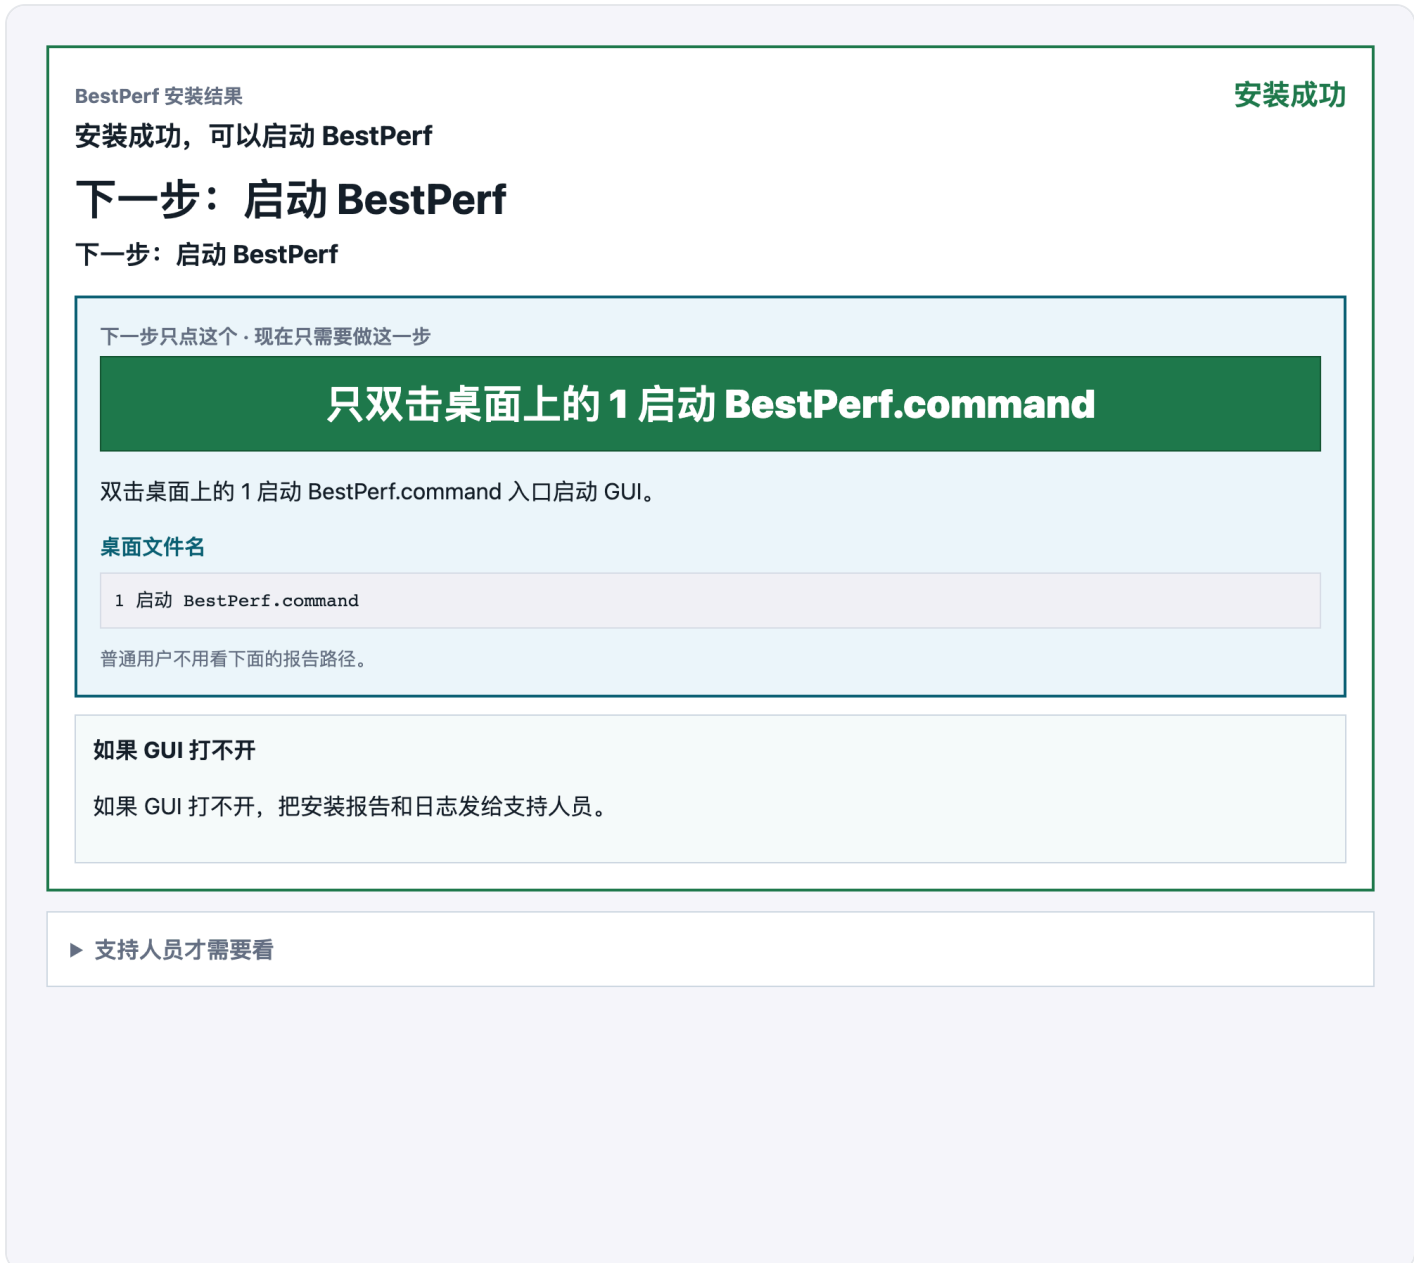 BestPerf 安装结果
安装成功
安装成功，可以启动 BestPerf
下一步：启动 BestPerf
下一步：启动 BestPerf
下一步只点这个 · 现在只需要做这一步
只双击桌面上的 1 启动 BestPerf.command
双击桌面上的 1 启动 BestPerf.command 入口启动 GUI。
桌面文件名
1 启动 BestPerf.command
普通用户不用看下面的报告路径。
如果 GUI 打不开
如果 GUI 打不开，把安装报告和日志发给支持人员。
▶ 支持人员才需要看